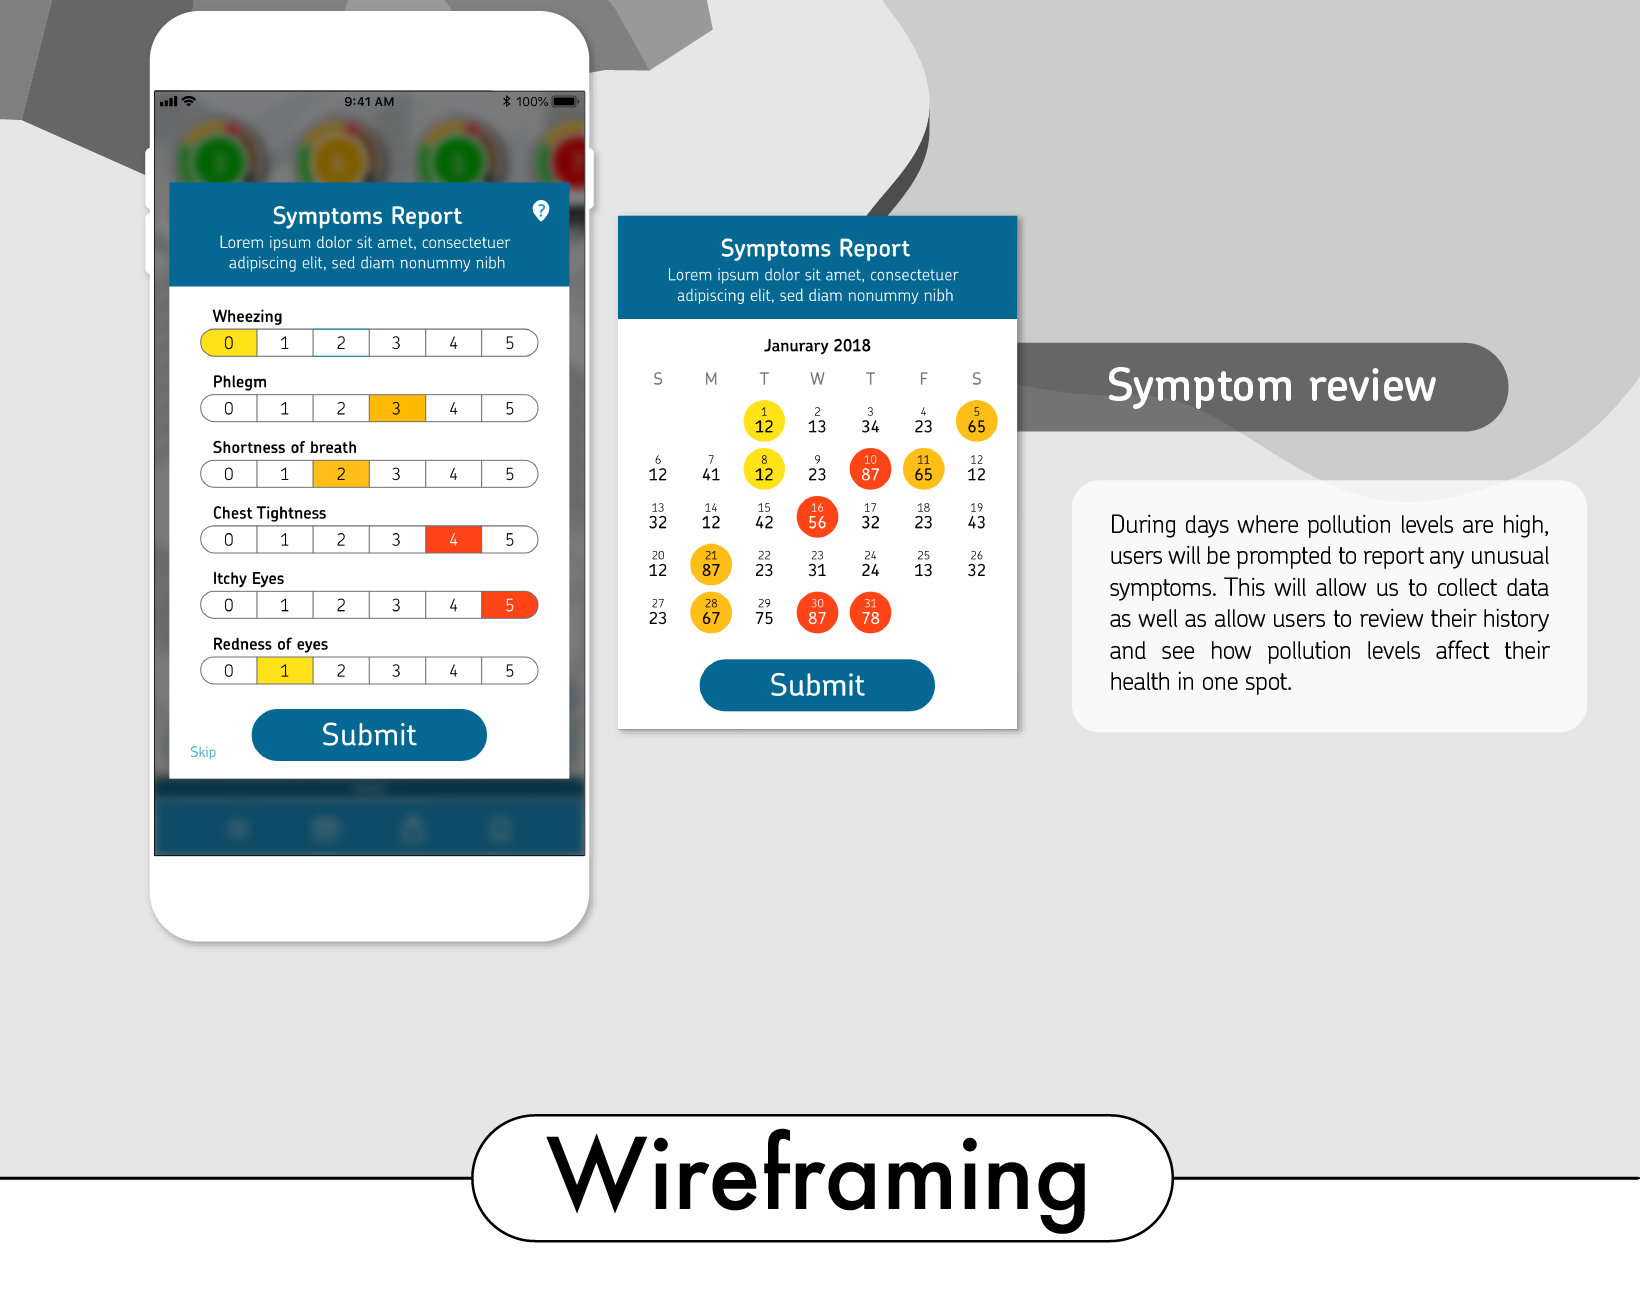 9:41 AM
100%
Symptoms Report
?
Lorem ipsum dolor sit amet, consectetuer
adipiscing elit, sed diam nonummy nibh
Wheezing
0 1 2 3 4 5
Phlegm
0 1 2 3 4 5
Shortness of breath
0 1 2 3 4 5
Chest Tightness
0 1 2 3 4 5
Itchy Eyes
0 1 2 3 4 5
Redness of eyes
0 1 2 3 4 5
Submit
Skip
Symptoms Report
Lorem ipsum dolor sit amet, consectetuer
adipiscing elit, sed diam nonummy nibh
Janurary 2018
S M T W T F S
1 2 3 4 5
12 13 34 23 65
6 7 8 9 10 11 12
12 41 12 23 87 65 12
13 14 15 16 17 18 19
32 12 42 56 32 23 43
20 21 22 23 24 25 26
12 87 23 31 24 13 32
27 28 29 30 31
23 67 75 87 78
Submit
Symptom review
During days where pollution levels are high,
users will be prompted to report any unusual
symptoms. This will allow us to collect data
as well as allow users to review their history
and see how pollution levels affect their
health in one spot.
Wireframing